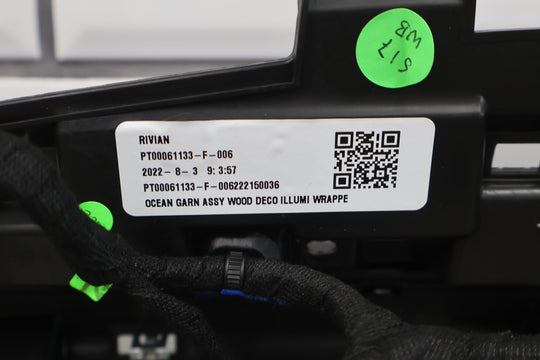 S17
WB
RIVIAN
PT00061133-F-006
2022-8-3 9:3:57
PT00061133-F-006222150036
OCEAN GARN ASSY WOOD DECO ILLUMI WRAPPE